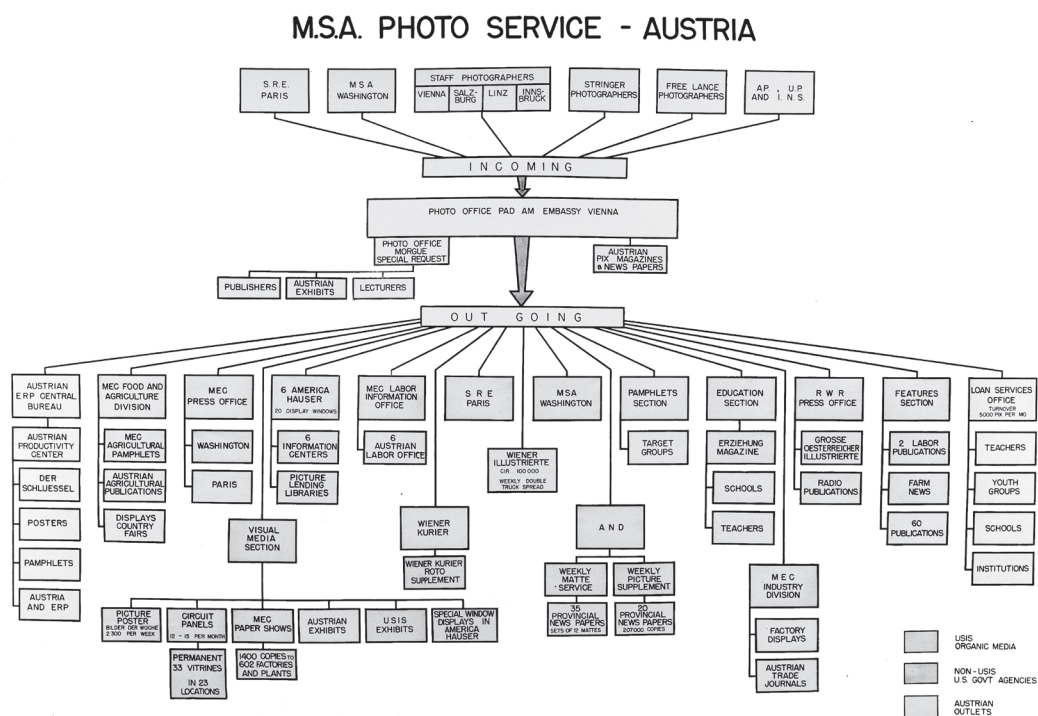 M.S.A. PHOTO SERVICE - AUSTRIA
S.R.E.
PARIS
MSA
WASHINGTON
STAFF PHOTOGRAPHERS
VIENNA
SALZ-
BURG
LINZ
INNS-
BRUCK
STRINGER
PHOTOGRAPHERS
FREE LANCE
PHOTOGRAPHERS
AP. , U.P.
AND I.N.S.
INCOMING
PHOTO OFFICE PAD AM EMBASSY VIENNA
PHOTO OFFICE
MORGUE
SPECIAL REQUEST
AUSTRIAN
PIX MAGAZINES
& NEWS PAPERS
PUBLISHERS
AUSTRIAN
EXHIBITS
LECTURERS
OUT GOING
AUSTRIAN
ERP CENTRAL
BUREAU
AUSTRIAN
PRODUCTIVITY
CENTER
DER
SCHLUESSEL
POSTERS
PAMPHLETS
AUSTRIA
AND ERP
MEC FOOD AND
AGRICULTURE
DIVISION
MEC
AGRICULTURAL
PAMPHLETS
AUSTRIAN
AGRICULTURAL
PUBLICATIONS
DISPLAYS
COUNTRY
FAIRS
MEC
PRESS OFFICE
WASHINGTON
PARIS
6 AMERICA
HAUSER
20 DISPLAY WINDOWS
6
INFORMATION
CENTERS
PICTURE
LENDING
LIBRARIES
MEC LABOR
INFORMATION
OFFICE
6
AUSTRIAN
LABOR OFFICE
S R E
PARIS
MSA
WASHINGTON
PAMPHLETS
SECTION
TARGET
GROUPS
EDUCATION
SECTION
ERZIEHUNG
MAGAZINE
SCHOOLS
TEACHERS
R W R
PRESS OFFICE
GROSSE
OESTERREICHER
ILLUSTRIERTE
RADIO
PUBLICATIONS
FEATURES
SECTION
2 LABOR
PUBLICATIONS
FARM
NEWS
60
PUBLICATIONS
LOAN SERVICES
OFFICE
TURNOVER
5000 PIX PER MO
TEACHERS
YOUTH
GROUPS
SCHOOLS
INSTITUTIONS
WIENER
ILLUSTRIERTE
CIR. 100 000
WEEKLY DOUBLE
TRUCK SPREAD
VISUAL
MEDIA
SECTION
WIENER
KURIER
WIENER KURIER
ROTO
SUPPLEMENT
AND
WEEKLY
MATTE
SERVICE
35
PROVINCIAL
NEWS PAPERS
SETS OF 12 MATTES
WEEKLY
PICTURE
SUPPLEMENT
20
PROVINCIAL
NEWS PAPERS
207000 COPIES
MEC
INDUSTRY
DIVISION
FACTORY
DISPLAYS
AUSTRIAN
TRADE
JOURNALS
PICTURE
POSTER
BILDER DER WOCHE
2300 PER WEEK
CIRCUIT
PANELS
12 - 15 PER MONTH
PERMANENT
33 VITRINES
IN 23
LOCATIONS
MEC
PAPER SHOWS
1400 COPIES TO
602 FACTORIES
AND PLANTS
AUSTRIAN
EXHIBITS
USIS
EXHIBITS
SPECIAL WINDOW
DISPLAYS IN
AMERICA
HAUSER
USIS
ORGANIC MEDIA
NON-USIS
U.S. GOVT AGENCIES
AUSTRIAN
OUTLETS